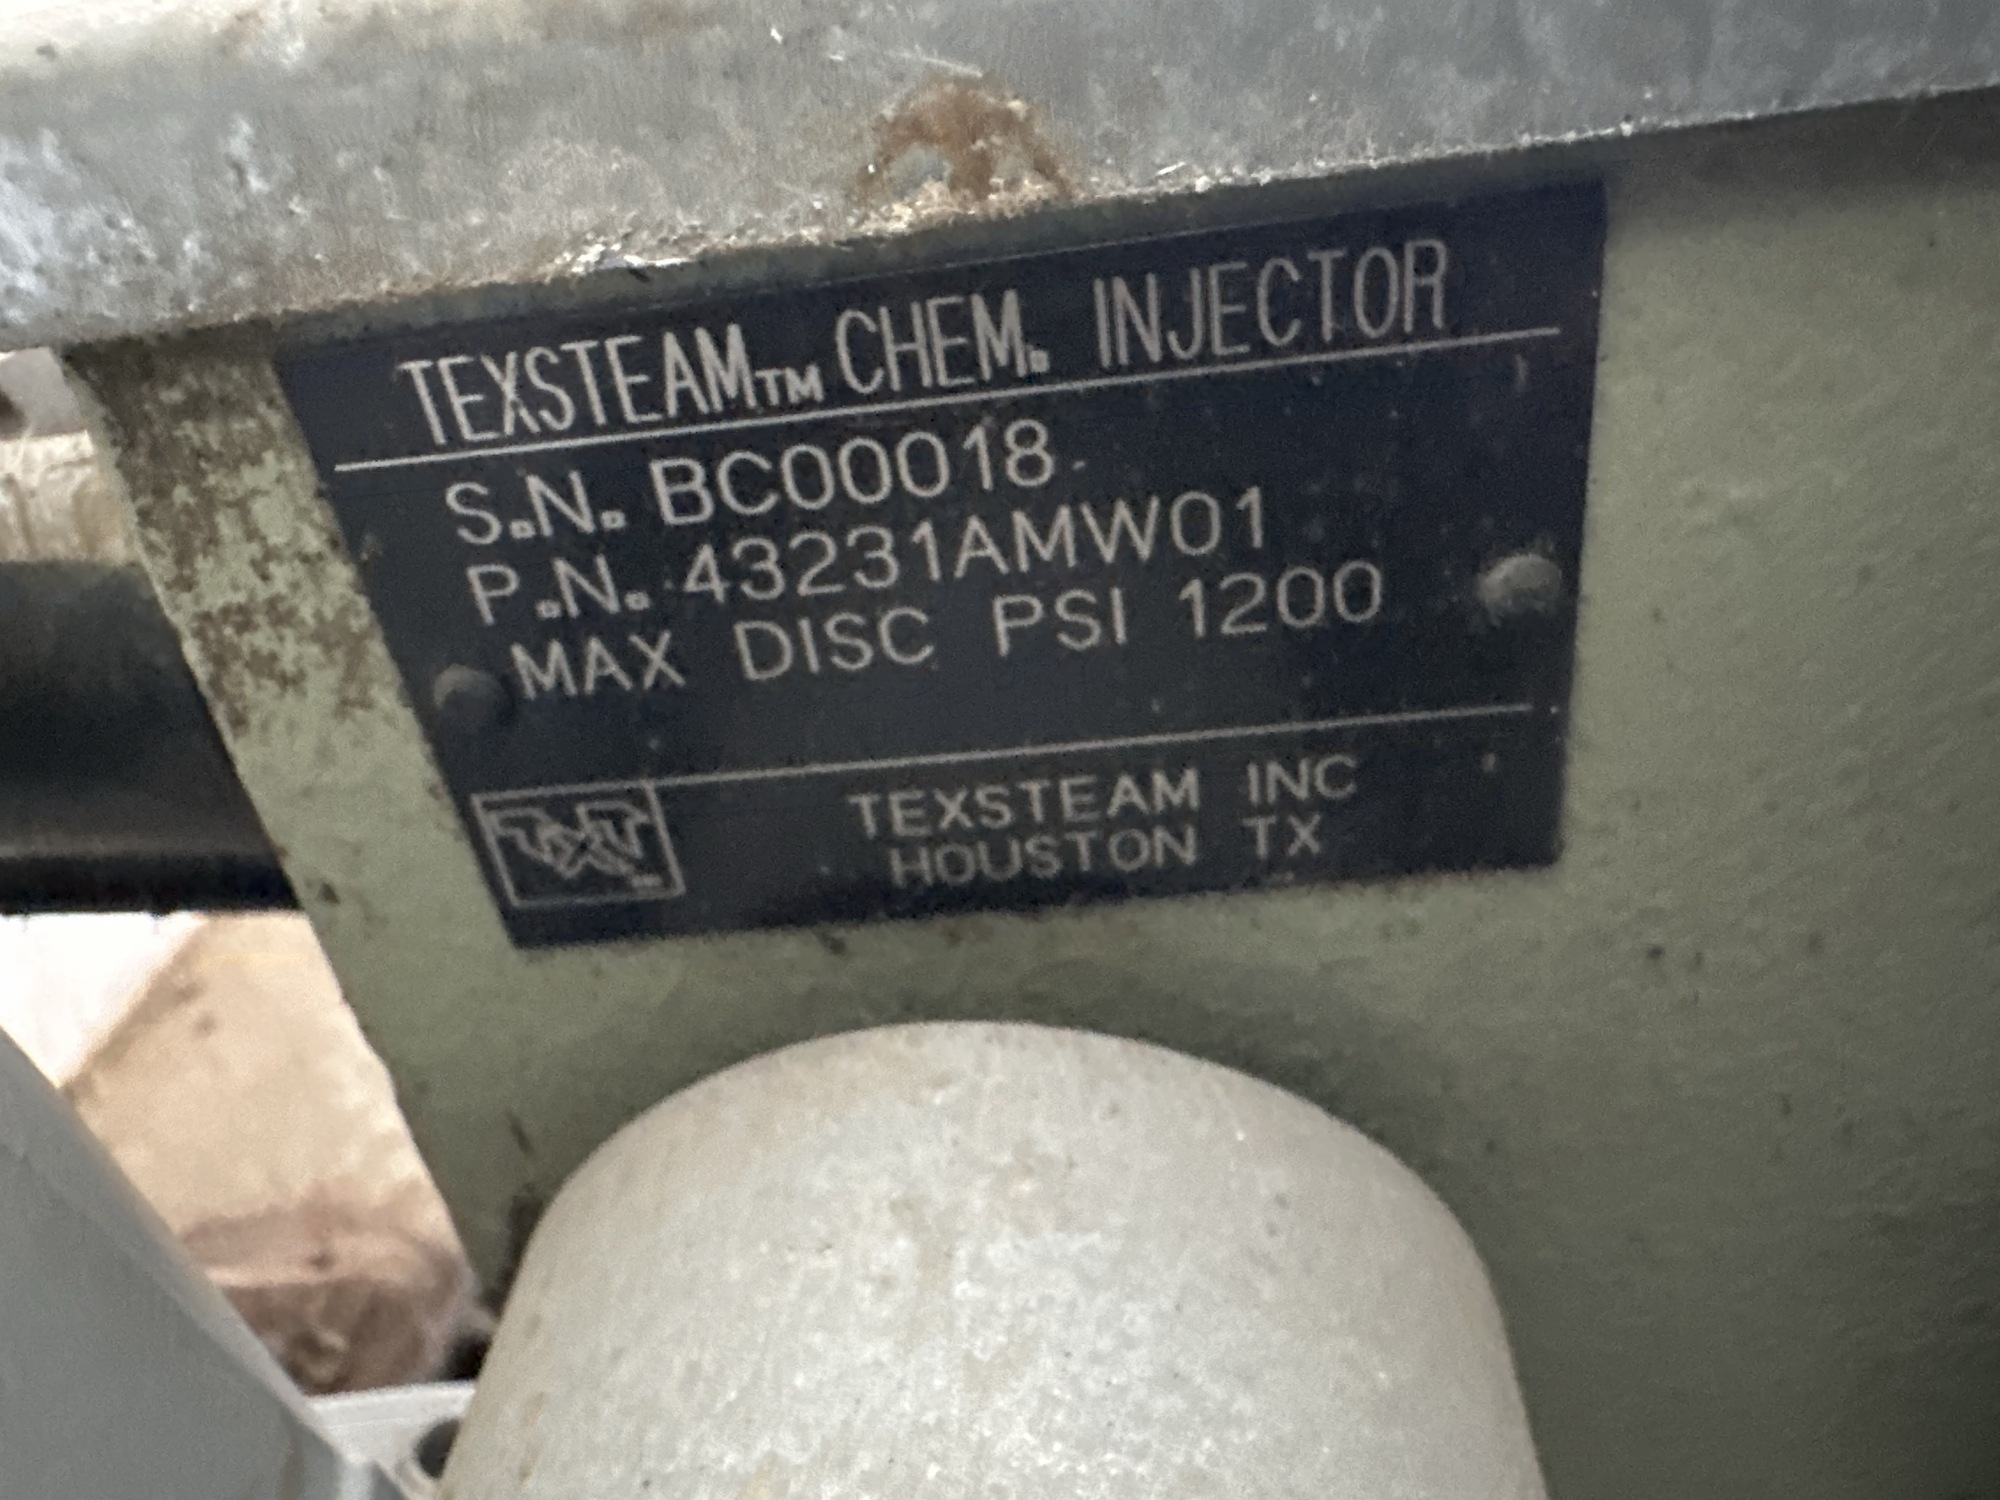 TEXSTEAM™ CHEM. INJECTOR
S.N. BC00018
P.N. 43231AMW01
MAX DISC PSI 1200
TEXSTEAM INC
HOUSTON TX